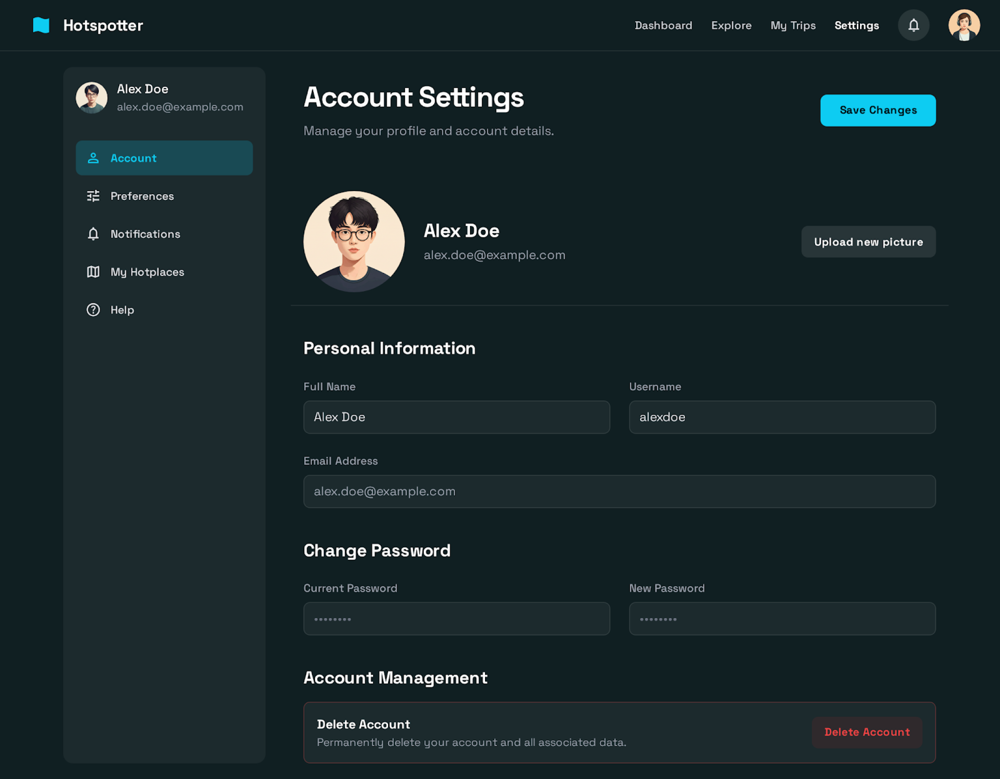 Hotspotter
Dashboard
Explore
My Trips
Settings
Alex Doe
alex.doe@example.com
Account
Preferences
Notifications
My Hotplaces
Help
Account Settings
Manage your profile and account details.
Save Changes
Alex Doe
alex.doe@example.com
Upload new picture
Personal Information
Full Name
Alex Doe
Username
alexdoe
Email Address
alex.doe@example.com
Change Password
Current Password
••••••••
New Password
••••••••
Account Management
Delete Account
Permanently delete your account and all associated data.
Delete Account